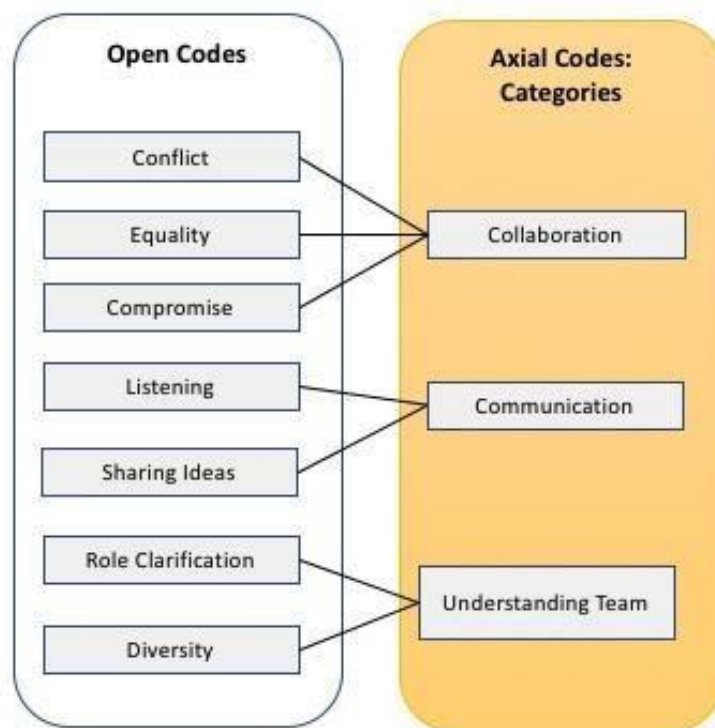 Open Codes
Conflict
Equality
Compromise
Listening
Sharing Ideas
Role Clarification
Diversity
Axial Codes:
Categories
Collaboration
Communication
Understanding Team